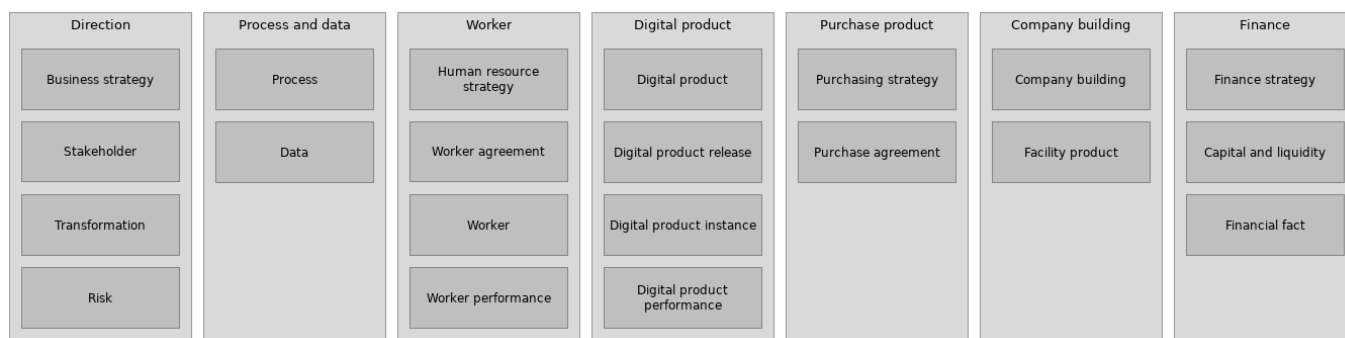 Direction
Business strategy
Stakeholder
Transformation
Risk
Process and data
Process
Data
Worker
Human resource
strategy
Worker agreement
Worker
Worker performance
Digital product
Digital product
Digital product release
Digital product instance
Digital product
performance
Purchase product
Purchasing strategy
Purchase agreement
Company building
Company building
Facility product
Finance
Finance strategy
Capital and liquidity
Financial fact